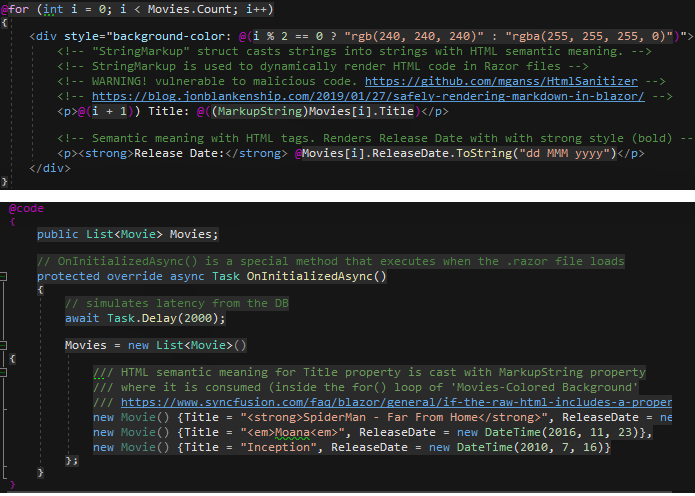 @for (int i = 0; i < Movies.Count; i++)
{
<div style="background-color: @(i % 2 == 0 ? "rgb(240, 240, 240)" : "rgba(255, 255, 255, 0)")">
<!-- "StringMarkup" struct casts strings into strings with HTML semantic meaning. -->
<!-- StringMarkup is used to dynamically render HTML code in Razor files -->
<!-- WARNING! vulnerable to malicious code. https://github.com/mganss/HtmlSanitizer -->
<!-- https://blog.jonblankenship.com/2019/01/27/safely-rendering-markdown-in-blazor/ -->
<p>@(i + 1)) Title: @((MarkupString)Movies[i].Title)</p>
<!-- Semantic meaning with HTML tags. Renders Release Date with with strong style (bold) --
<p><strong>Release Date:</strong> @Movies[i].ReleaseDate.ToString("dd MMM yyyy")</p>
</div>
}
@code
{
public List<Movie> Movies;
// OnInitializedAsync() is a special method that executes when the .razor file loads
protected override async Task OnInitializedAsync()
{
// simulates latency from the DB
await Task.Delay(2000);
Movies = new List<Movie>()
{
/// HTML semantic meaning for Title property is cast with MarkupString property
/// where it is consumed (inside the for() loop of 'Movies-Colored Background'
/// https://www.syncfusion.com/faq/blazor/general/if-the-raw-html-includes-a-proper
new Movie() {Title = "<strong>SpiderMan - Far From Home</strong>", ReleaseDate = ne
new Movie() {Title = "<em>Moana<em>", ReleaseDate = new DateTime(2016, 11, 23)},
new Movie() {Title = "Inception", ReleaseDate = new DateTime(2010, 7, 16)}
};
}
}